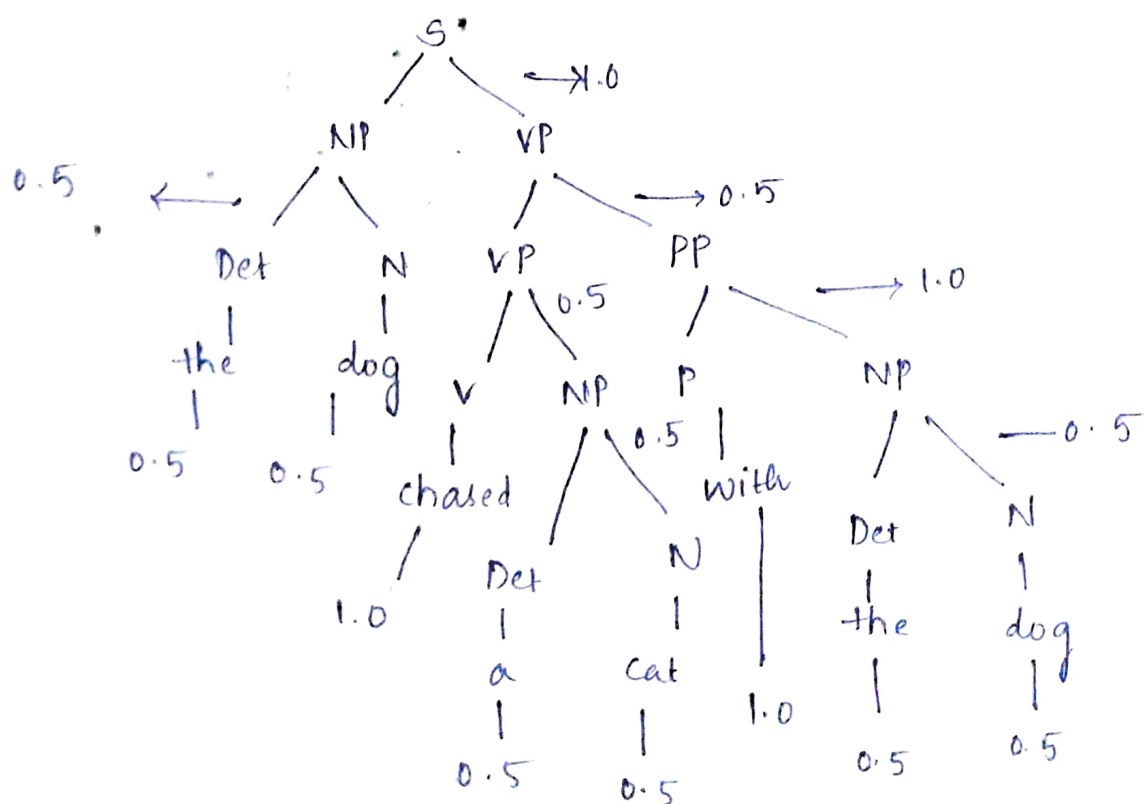 S
→ 1.0
NP VP
0.5 ← → 0.5
Det N VP PP
0.5 → 1.0
the dog V NP P NP
0.5 0.5 0.5 — 0.5
chased with
Det N Det N
1.0
a cat the dog
1.0
0.5 0.5 0.5 0.5